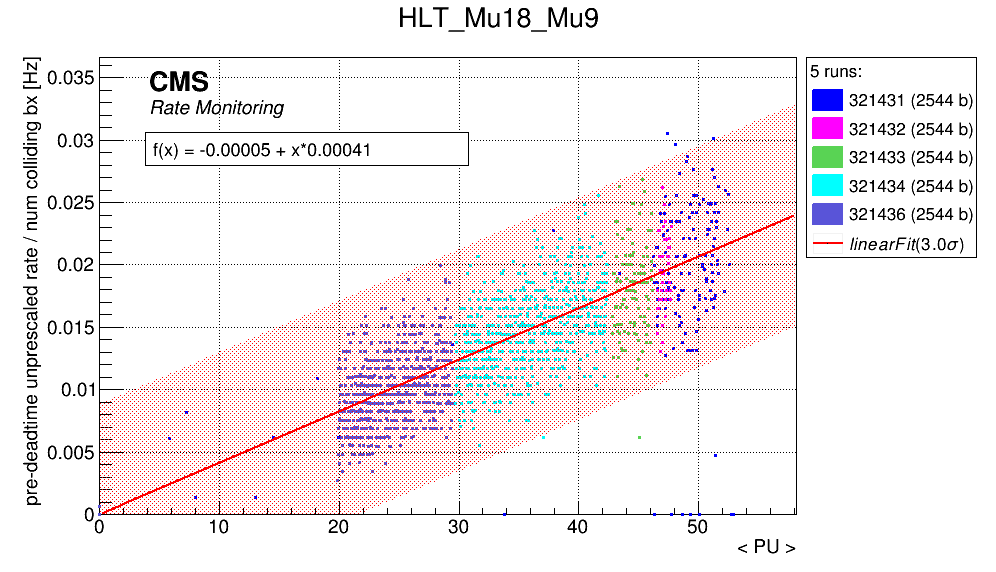 HLT_Mu18_Mu9
pre-deadtime unprescaled rate / num colliding bx [Hz]
0.035
0.03
0.025
0.02
0.015
0.01
0.005
0
CMS
Rate Monitoring
f(x) = -0.00005 + x*0.00041
0 10 20 30 40 50
< PU >
5 runs:
321431 (2544 b)
321432 (2544 b)
321433 (2544 b)
321434 (2544 b)
321436 (2544 b)
linearFit(3.0σ)